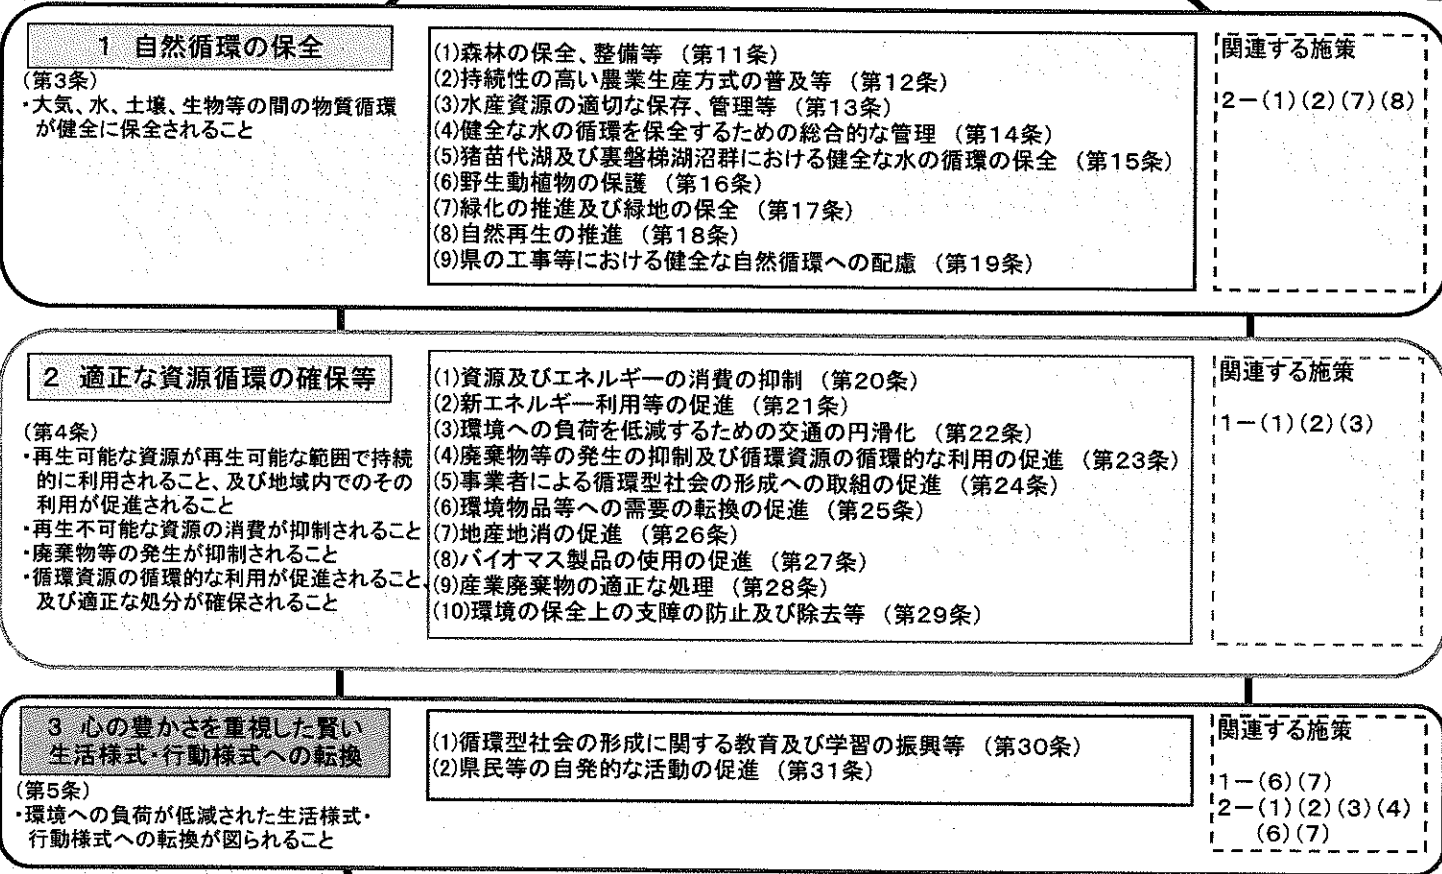 1 自然循環の保全
(第3条)
・大気、水、土壌、生物等の間の物質循環
が健全に保全されること
(1)森林の保全、整備等 (第11条)
(2)持続性の高い農業生産方式の普及等 (第12条)
(3)水産資源の適切な保存、管理等 (第13条)
(4)健全な水の循環を保全するための総合的な管理 (第14条)
(5)猪苗代湖及び裏磐梯湖沼群における健全な水の循環の保全 (第15条)
(6)野生動植物の保護 (第16条)
(7)緑化の推進及び緑地の保全 (第17条)
(8)自然再生の推進 (第18条)
(9)県の工事等における健全な自然循環への配慮 (第19条)
関連する施策
2-(1)(2)(7)(8)
2 適正な資源循環の確保等
(第4条)
・再生可能な資源が再生可能な範囲で持続
的に利用されること、及び地域内でのその
利用が促進されること
・再生不可能な資源の消費が抑制されること
・廃棄物等の発生が抑制されること
・循環資源の循環的な利用が促進されること、
及び適正な処分が確保されること
(1)資源及びエネルギーの消費の抑制 (第20条)
(2)新エネルギー利用等の促進 (第21条)
(3)環境への負荷を低減するための交通の円滑化 (第22条)
(4)廃棄物等の発生の抑制及び循環資源の循環的な利用の促進 (第23条)
(5)事業者による循環型社会の形成への取組の促進 (第24条)
(6)環境物品等への需要の転換の促進 (第25条)
(7)地産地消の促進 (第26条)
(8)バイオマス製品の使用の促進 (第27条)
(9)産業廃棄物の適正な処理 (第28条)
(10)環境の保全上の支障の防止及び除去等 (第29条)
関連する施策
1-(1)(2)(3)
3 心の豊かさを重視した賢い
生活様式・行動様式への転換
(第5条)
・環境への負荷が低減された生活様式・
行動様式への転換が図られること
(1)循環型社会の形成に関する教育及び学習の振興等 (第30条)
(2)県民等の自発的な活動の促進 (第31条)
関連する施策
1-(6)(7)
2-(1)(2)(3)(4)
(6)(7)